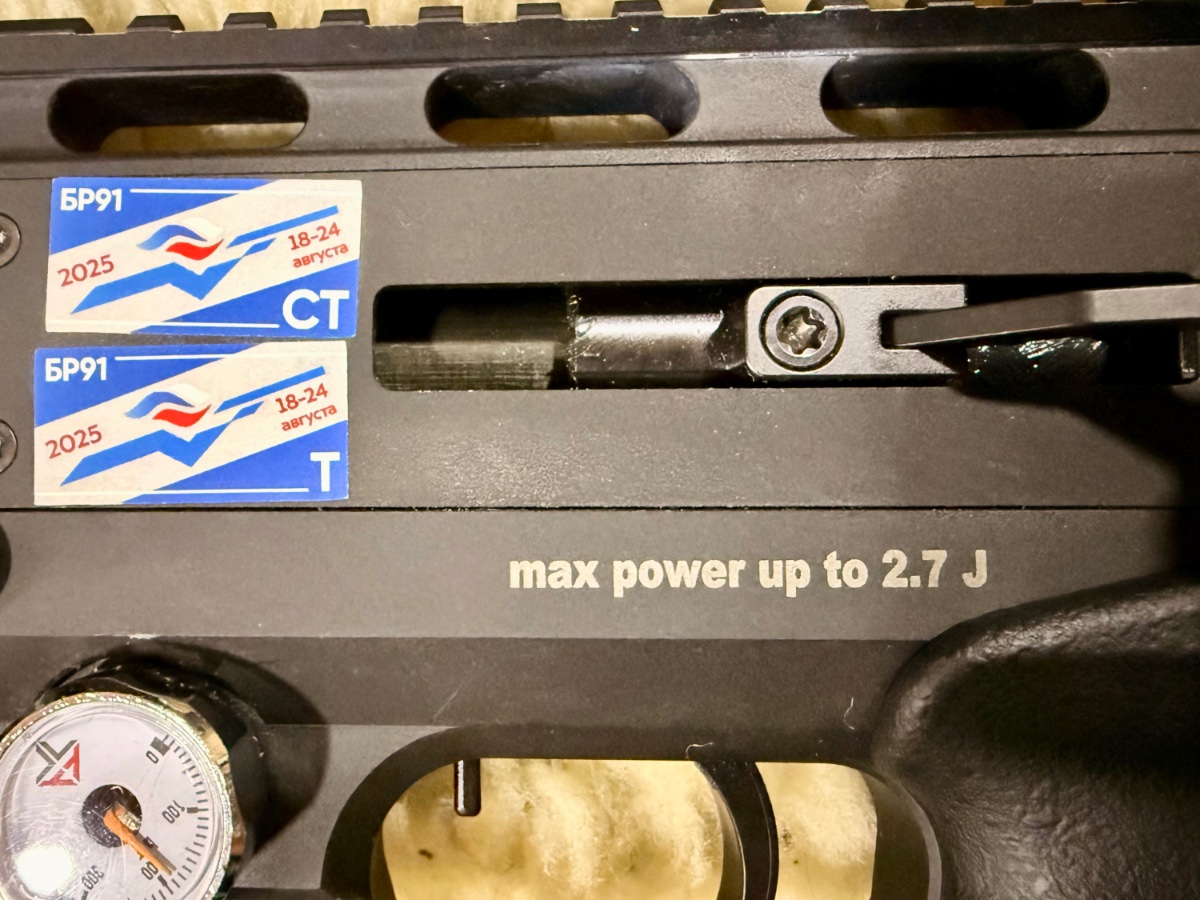 БР91
2025
18-24
августа
СТ
БР91
2025
18-24
августа
Т
max power up to 2.7 J
0
100
300